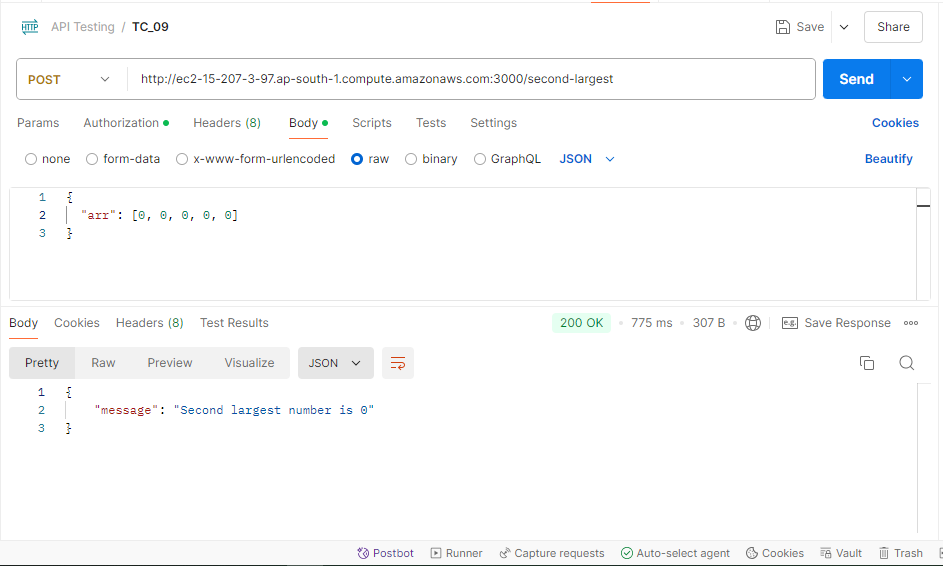 HTTP API Testing / TC_09 Save Share
POST http://ec2-15-207-3-97.ap-south-1.compute.amazonaws.com:3000/second-largest Send
Params Authorization Headers (8) Body Scripts Tests Settings Cookies
none form-data x-www-form-urlencoded raw binary GraphQL JSON Beautify
1 {
2 "arr": [0, 0, 0, 0, 0]
3 }
Body Cookies Headers (8) Test Results 200 OK • 775 ms • 307 B • e.g. Save Response
Pretty Raw Preview Visualize JSON
1 {
2 "message": "Second largest number is 0"
3 }
Postbot Runner Capture requests Auto-select agent Cookies Vault Trash